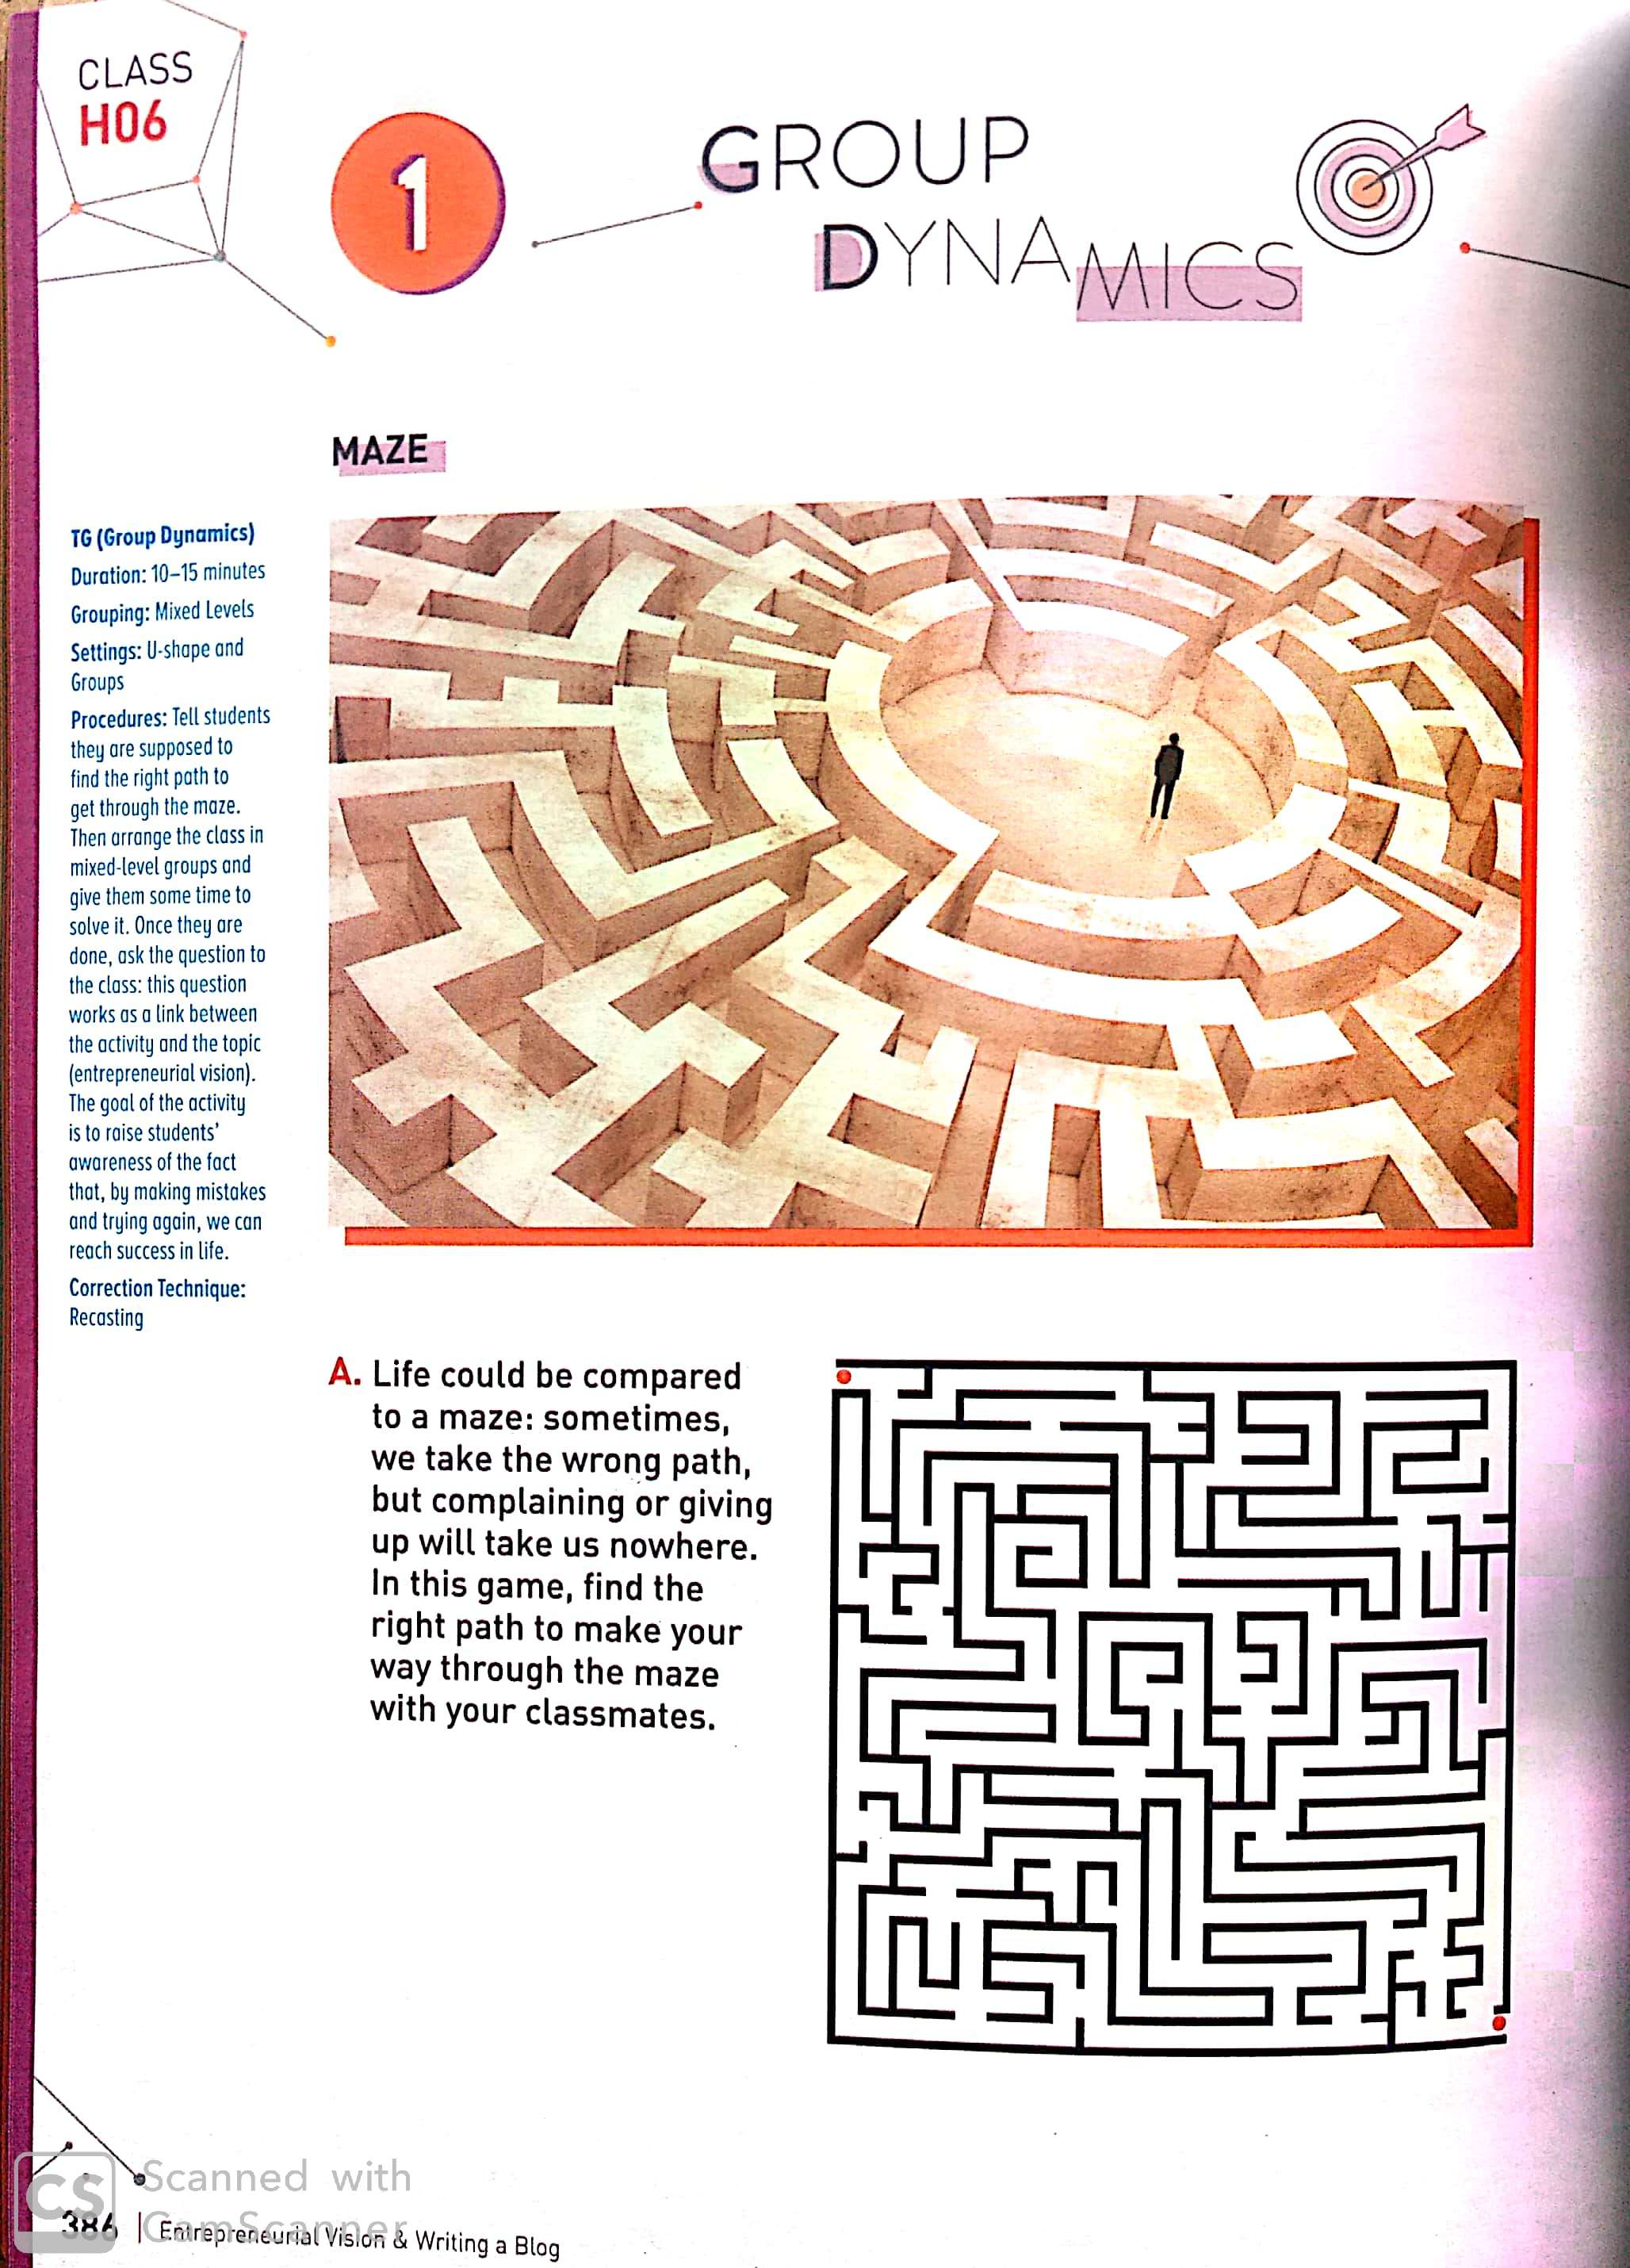 CLASS
H06
1
GROUP
DYNAMICS
MAZE
TG (Group Dynamics)
Duration: 10–15 minutes
Grouping: Mixed Levels
Settings: U-shape and
Groups
Procedures: Tell students
they are supposed to
find the right path to
get through the maze.
Then arrange the class in
mixed-level groups and
give them some time to
solve it. Once they are
done, ask the question to
the class: this question
works as a link between
the activity and the topic
(entrepreneurial vision).
The goal of the activity
is to raise students’
awareness of the fact
that, by making mistakes
and trying again, we can
reach success in life.
Correction Technique:
Recasting
A. Life could be compared
to a maze: sometimes,
we take the wrong path,
but complaining or giving
up will take us nowhere.
In this game, find the
right path to make your
way through the maze
with your classmates.
CS
Scanned with
CamScanner
386 | Entrepreneurial Vision & Writing a Blog